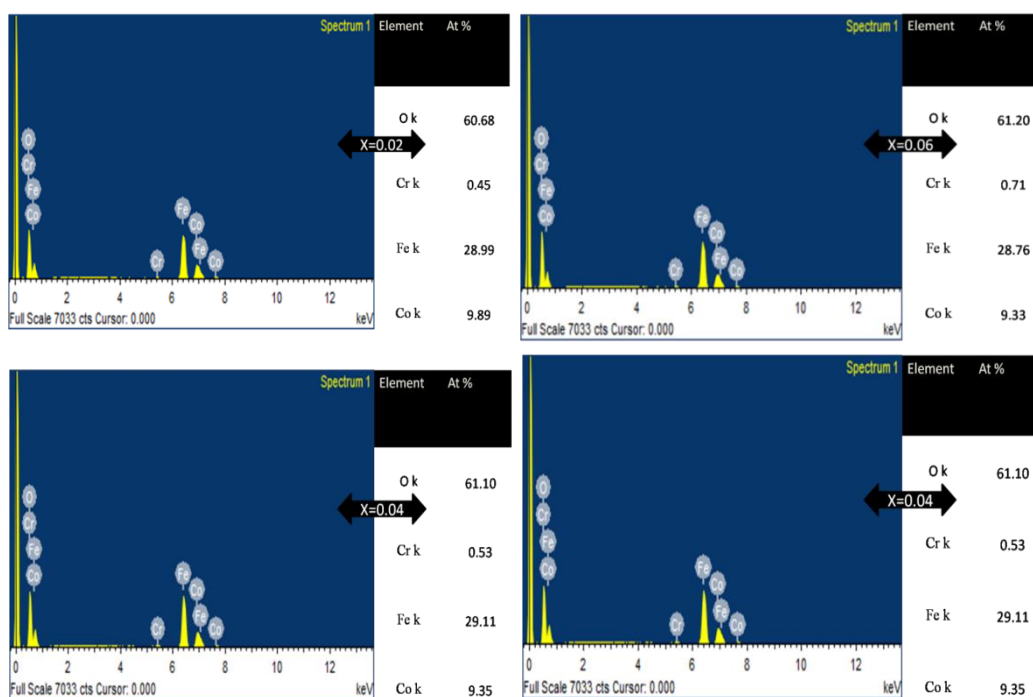 Spectrum 1 Element At %
O k 60.68
X=0.02
O
Cr
Fe
Co
Cr k 0.45
Fe
Co
Fe
Cr
Co
Fe k 28.99
0 2 4 6 8 10 12
Full Scale 7033 cts Cursor: 0.000 keV
Co k 9.89
Spectrum 1 Element At %
O k 61.20
X=0.06
O
Cr
Fe
Co
Cr k 0.71
Fe
Co
Fe
Cr
Co
Fe k 28.76
0 2 4 6 8 10 12
Full Scale 7033 cts Cursor: 0.000 keV
Co k 9.33
Spectrum 1 Element At %
O k 61.10
X=0.04
O
Cr
Fe
Co
Cr k 0.53
Fe
Co
Fe
Cr
Co
Fe k 29.11
0 2 4 6 8 10 12
Full Scale 7033 cts Cursor: 0.000 keV
Co k 9.35
Spectrum 1 Element At %
O k 61.10
X=0.04
O
Cr
Fe
Co
Cr k 0.53
Fe
Co
Fe
Cr
Co
Fe k 29.11
0 2 4 6 8 10 12
Full Scale 7033 cts Cursor: 0.000 keV
Co k 9.35